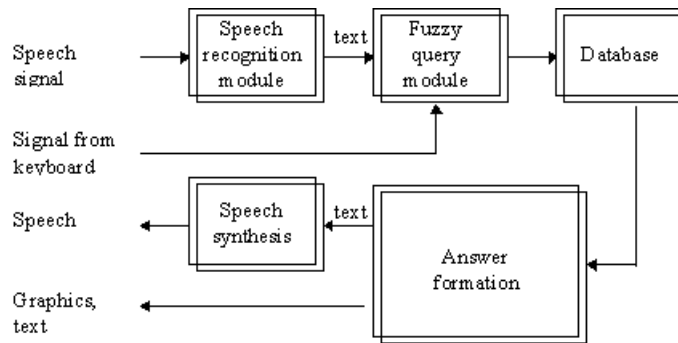 Speech
signal
Speech
recognition
module
text
Fuzzy
query
module
Database
Signal from
keyboard
Speech
Speech
synthesis
text
Answer
formation
Graphics,
text